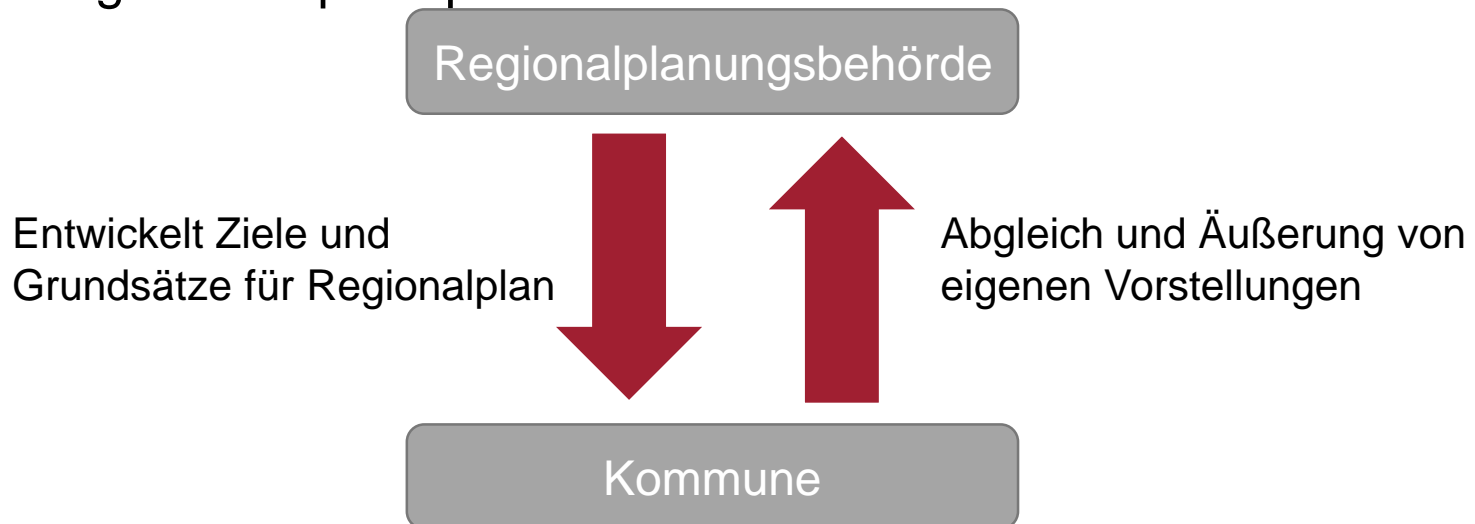 Regionalplanungsbehörde
Entwickelt Ziele und
Grundsätze für Regionalplan
Abgleich und Äußerung von
eigenen Vorstellungen
Kommune